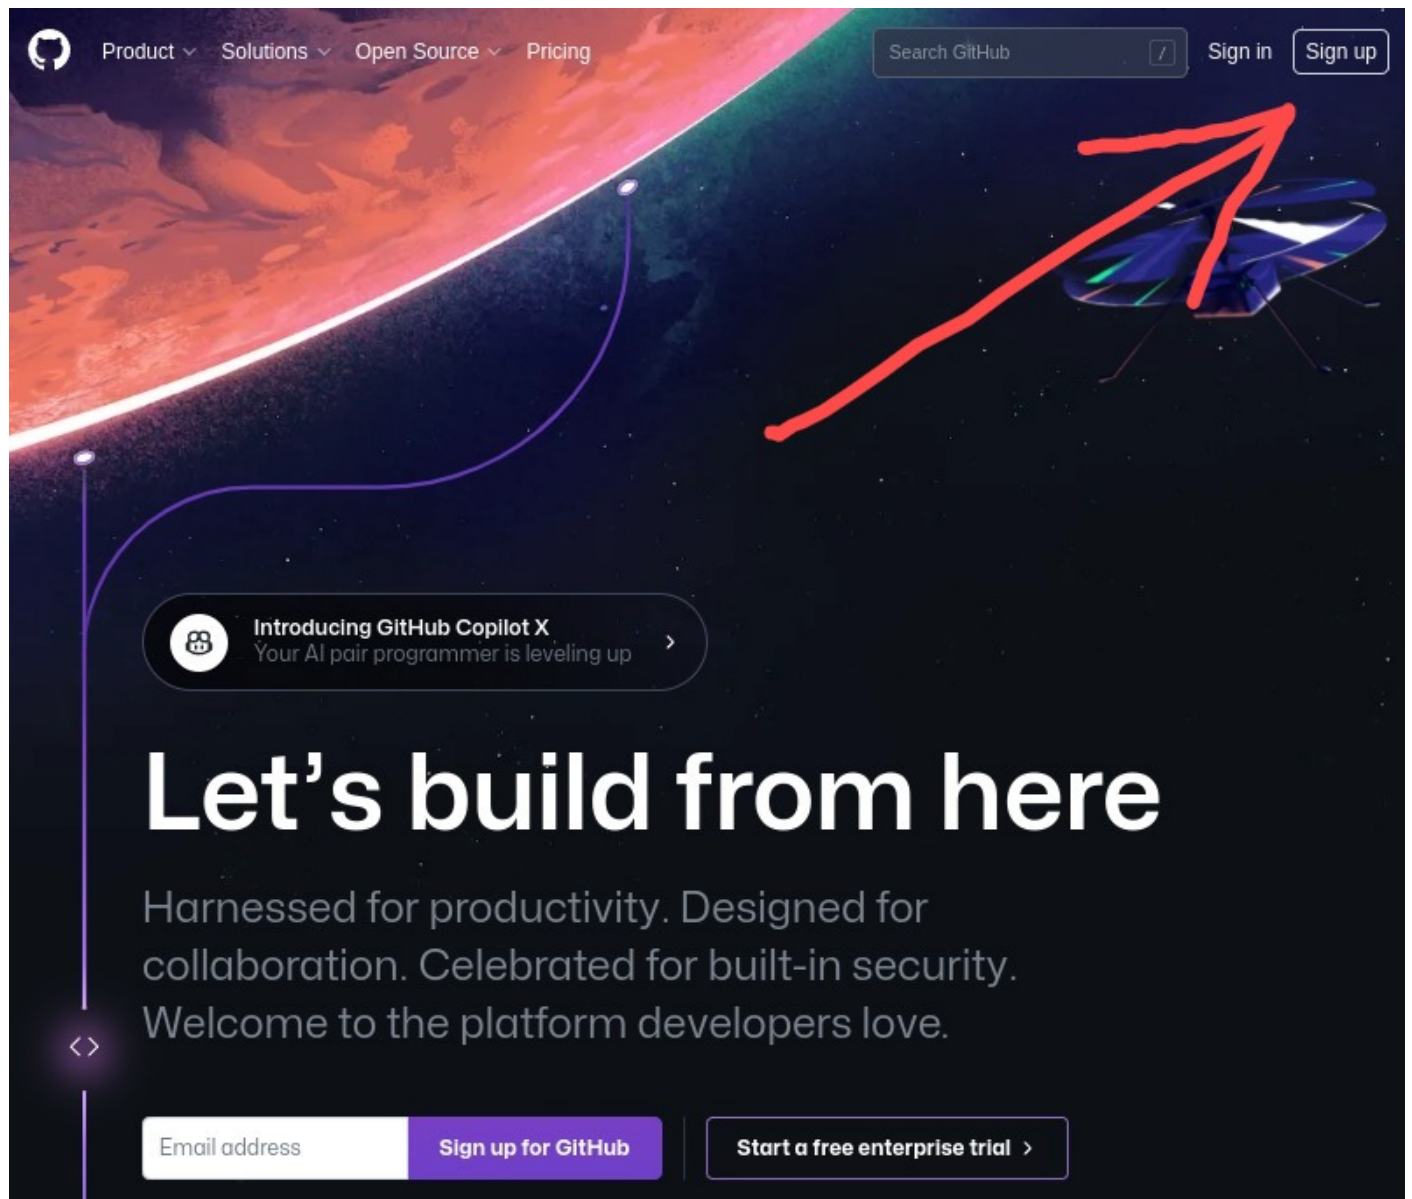 Product Solutions Open Source Pricing Search GitHub / Sign in Sign up
Introducing GitHub Copilot X
Your AI pair programmer is leveling up
Let’s build from here
Harnessed for productivity. Designed for
collaboration. Celebrated for built-in security.
Welcome to the platform developers love.
Email address Sign up for GitHub Start a free enterprise trial